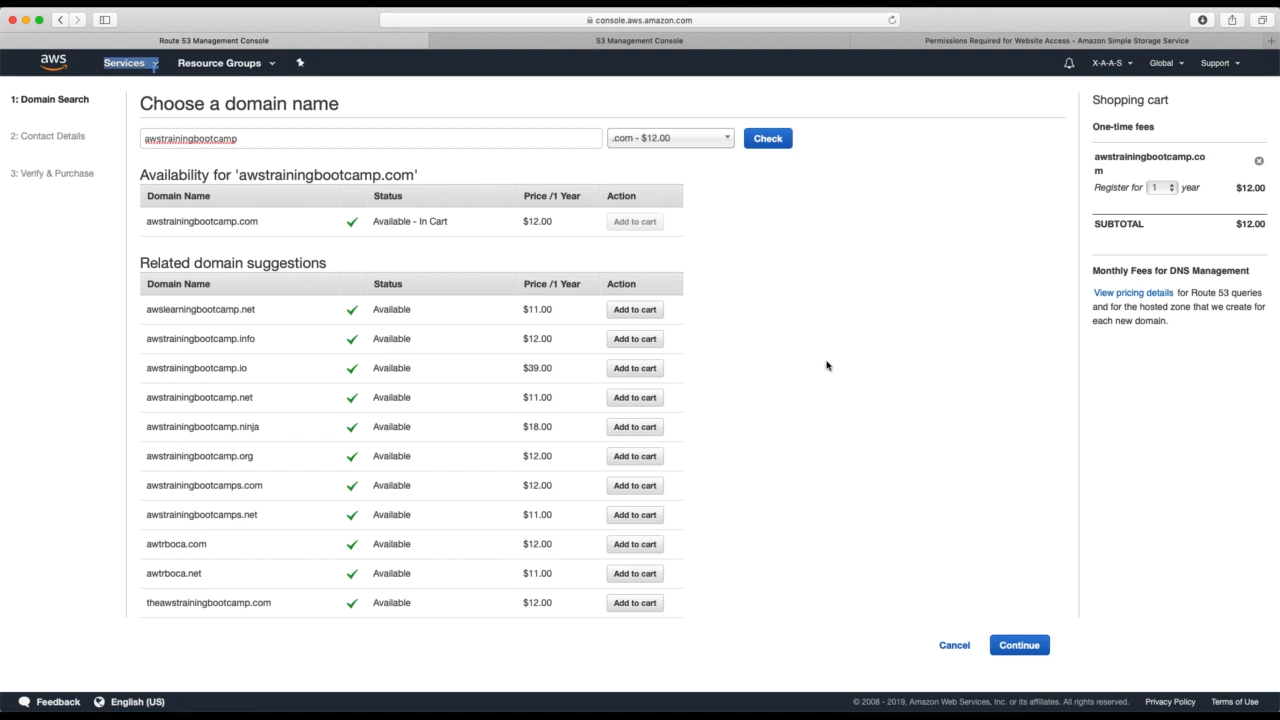 console.aws.amazon.com
Route 53 Management Console
S3 Management Console
Permissions Required for Website Access - Amazon Simple Storage Service
aws
Services
Resource Groups
X-A-A-S
Global
Support
1: Domain Search
2: Contact Details
3: Verify & Purchase
Choose a domain name
awstrainingbootcamp
.com - $12.00
Check
Availability for 'awstrainingbootcamp.com'
Domain Name Status Price /1 Year Action
awstrainingbootcamp.com Available - In Cart $12.00 Add to cart
Related domain suggestions
Domain Name Status Price /1 Year Action
awslearningbootcamp.net Available $11.00 Add to cart
awstrainingbootcamp.info Available $12.00 Add to cart
awstrainingbootcamp.io Available $39.00 Add to cart
awstrainingbootcamp.net Available $11.00 Add to cart
awstrainingbootcamp.ninja Available $18.00 Add to cart
awstrainingbootcamp.org Available $12.00 Add to cart
awstrainingbootcamps.com Available $12.00 Add to cart
awstrainingbootcamps.net Available $11.00 Add to cart
awtrboca.com Available $12.00 Add to cart
awtrboca.net Available $11.00 Add to cart
theawstrainingbootcamp.com Available $12.00 Add to cart
Cancel
Continue
Shopping cart
One-time fees
awstrainingbootcamp.co
m
Register for 1 year $12.00
SUBTOTAL $12.00
Monthly Fees for DNS Management
View pricing details for Route 53 queries
and for the hosted zone that we create for
each new domain.
Feedback
English (US)
© 2008 - 2019, Amazon Web Services, Inc. or its affiliates. All rights reserved.
Privacy Policy
Terms of Use